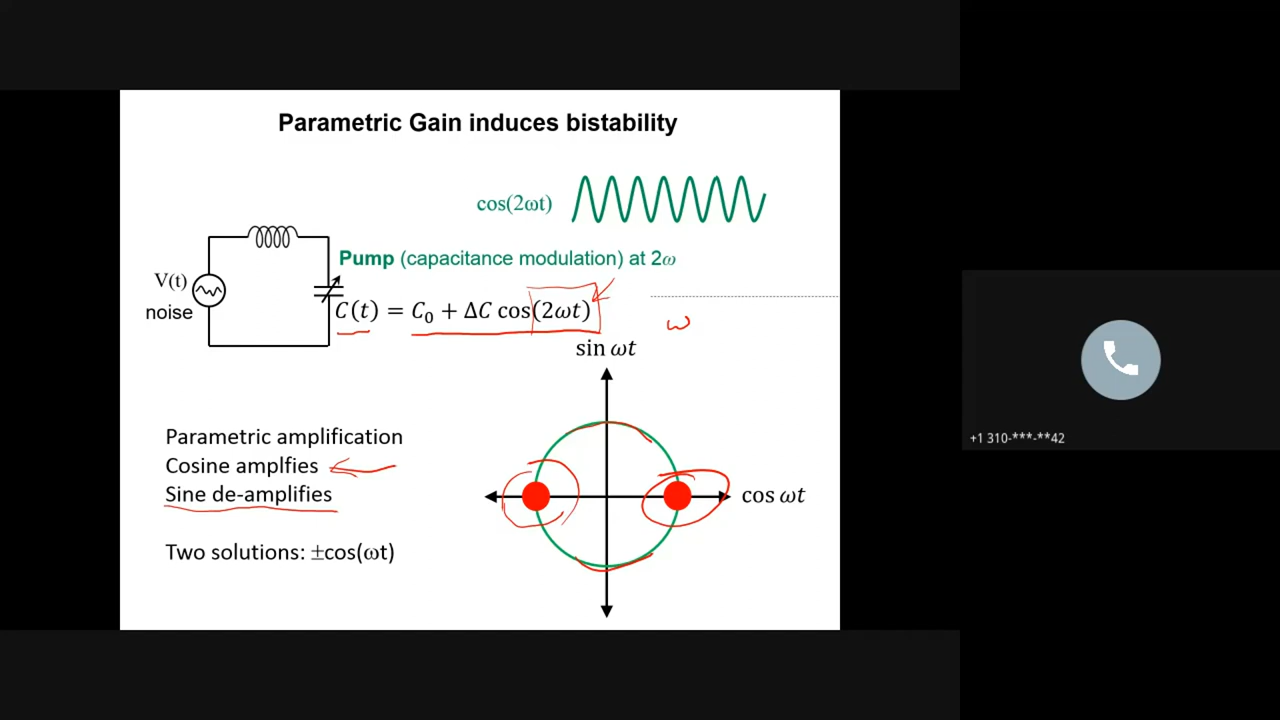 Parametric Gain induces bistability
cos(2ωt)
Pump (capacitance modulation) at 2ω
V(t)
noise
C(t) = C₀ + ΔC cos(2ωt)
ω
sin ωt
Parametric amplification
Cosine amplfies
Sine de-amplifies
cos ωt
Two solutions: ±cos(ωt)
+1 310-***-**42